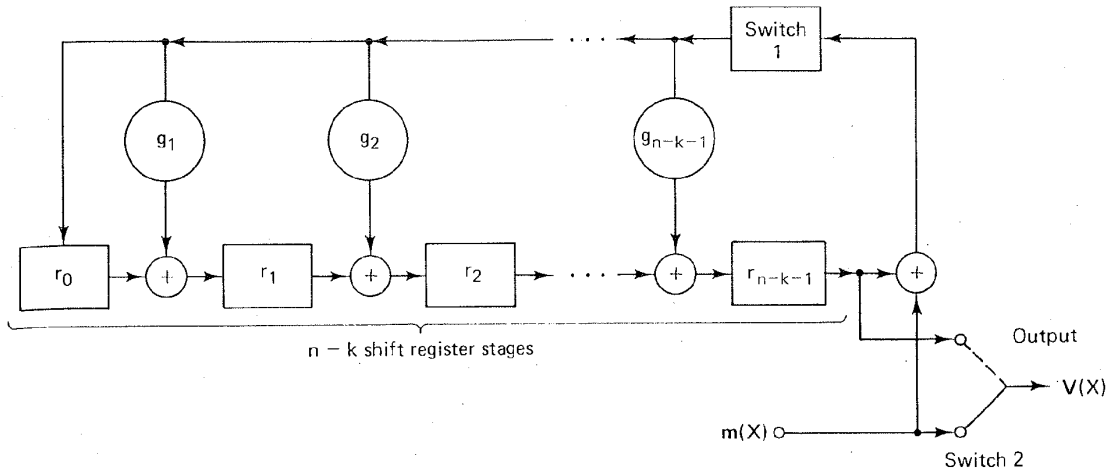 Switch
1
g₁
g₂
gₙ₋ₖ₋₁
r₀
+
r₁
+
r₂
+
rₙ₋ₖ₋₁
+
n − k shift register stages
Output
V(X)
m(X)
Switch 2